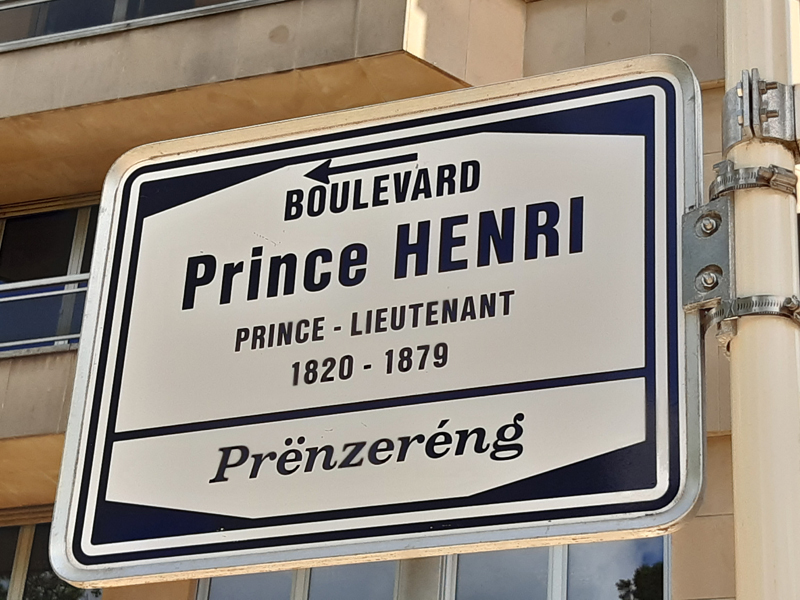 BOULEVARD
Prince HENRI
PRINCE - LIEUTENANT
1820 - 1879
Prënzeréng